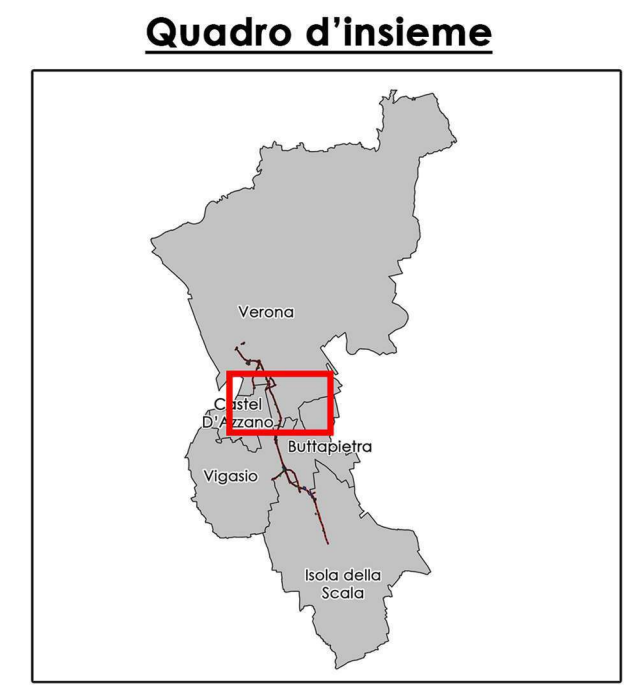 Quadro d’insieme
Verona
Castel
D’Azzano
Buttapietra
Vigasio
Isola della
Scala